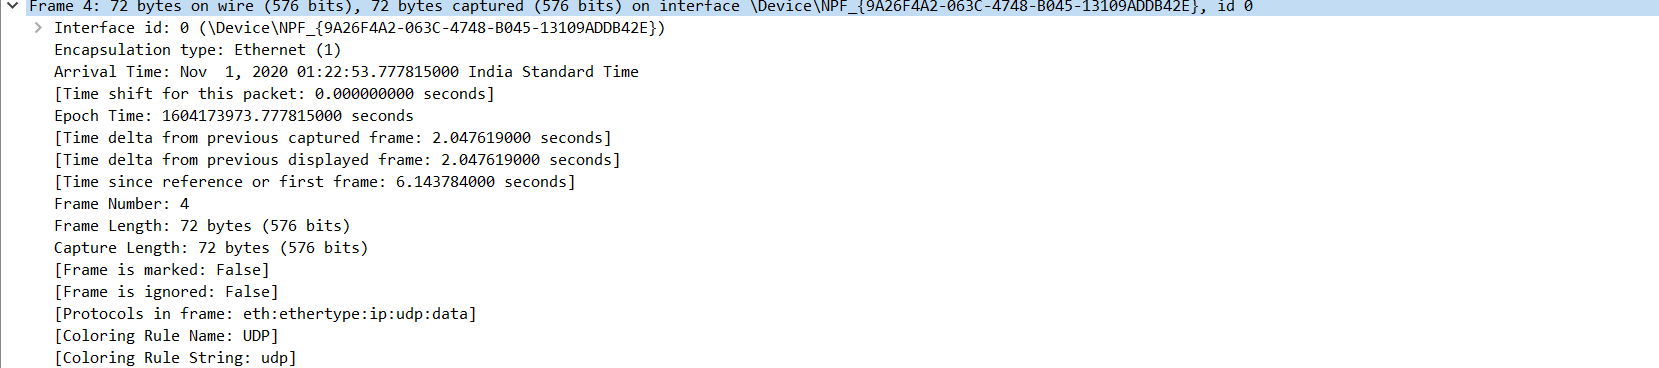 Frame 4: 72 bytes on wire (576 bits), 72 bytes captured (576 bits) on interface \Device\NPF_{9A26F4A2-063C-4748-B045-13109ADDB42E}, id 0
Interface id: 0 (\Device\NPF_{9A26F4A2-063C-4748-B045-13109ADDB42E})
Encapsulation type: Ethernet (1)
Arrival Time: Nov  1, 2020 01:22:53.777815000 India Standard Time
[Time shift for this packet: 0.000000000 seconds]
Epoch Time: 1604173973.777815000 seconds
[Time delta from previous captured frame: 2.047619000 seconds]
[Time delta from previous displayed frame: 2.047619000 seconds]
[Time since reference or first frame: 6.143784000 seconds]
Frame Number: 4
Frame Length: 72 bytes (576 bits)
Capture Length: 72 bytes (576 bits)
[Frame is marked: False]
[Frame is ignored: False]
[Protocols in frame: eth:ethertype:ip:udp:data]
[Coloring Rule Name: UDP]
[Coloring Rule String: udp]